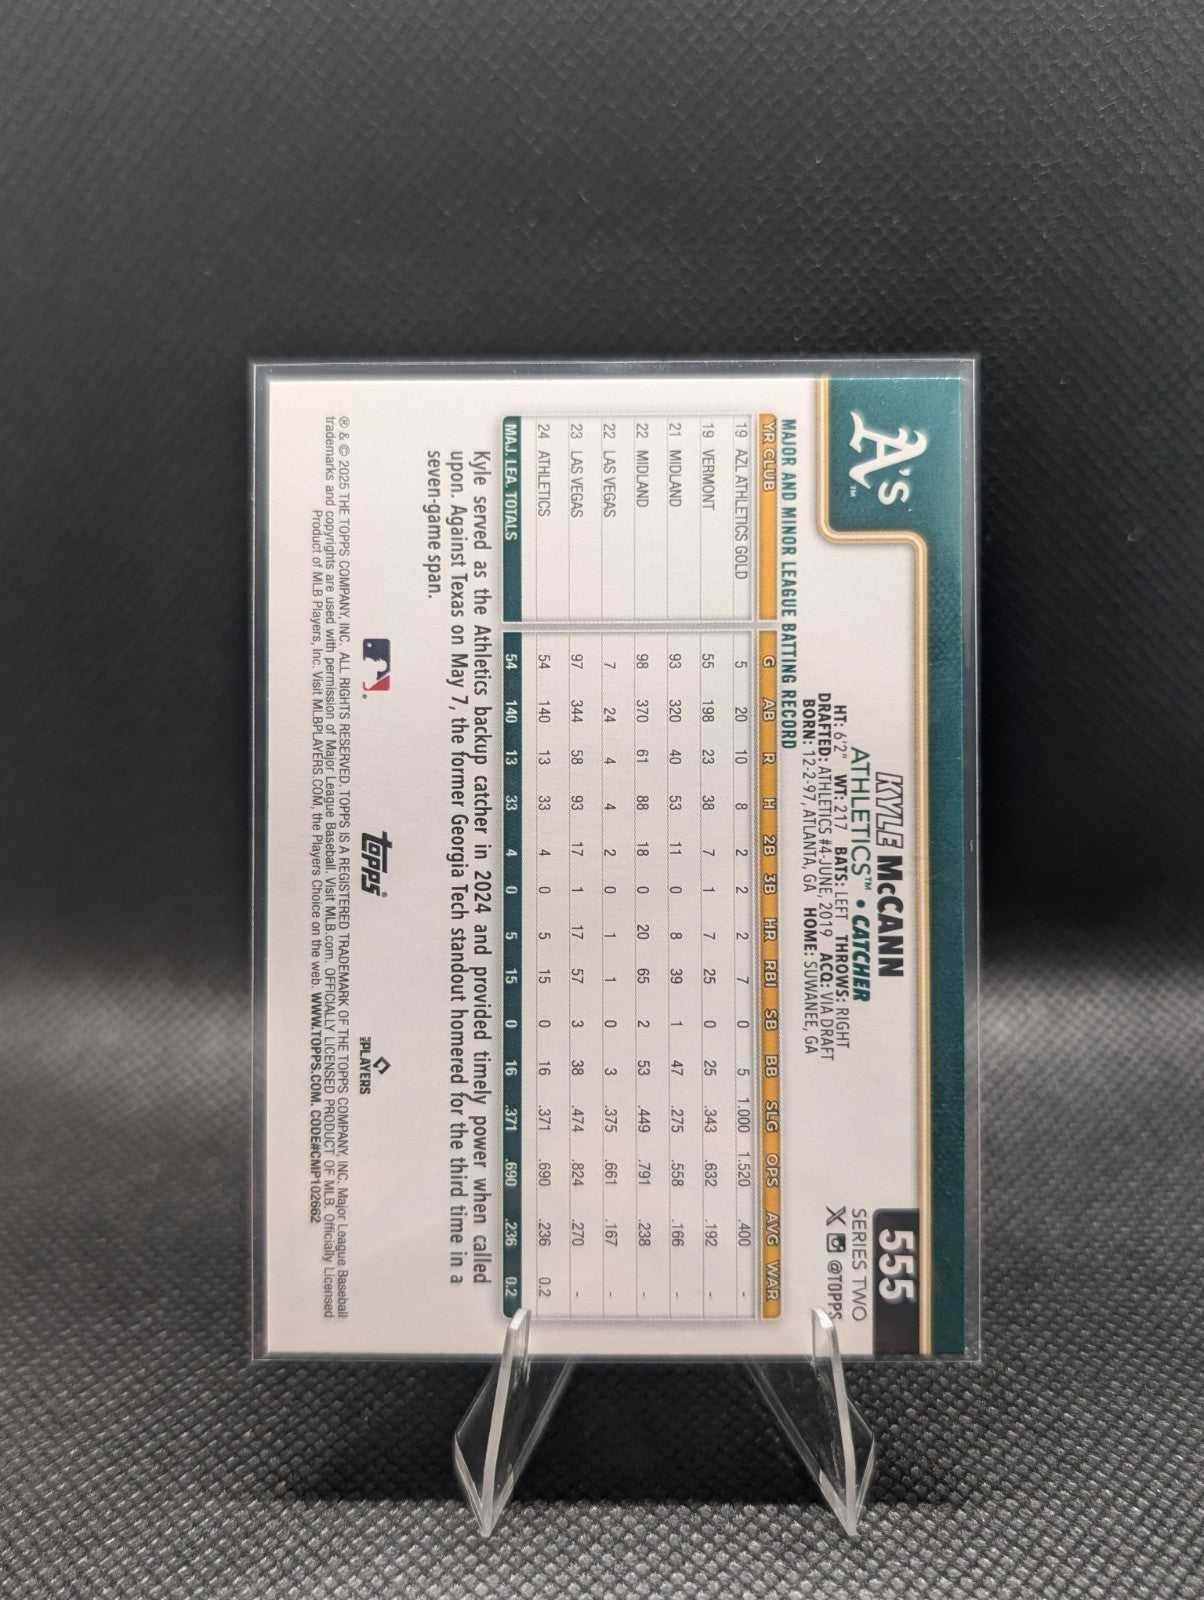 A's™
555
SERIES TWO
X @TOPPS
KYLE McCANN
ATHLETICS™ • CATCHER
HT: 6'2" WT: 217 BATS: LEFT THROWS: RIGHT
DRAFTED: ATHLETICS #4-JUNE, 2019 ACQ: VIA DRAFT
BORN: 12-2-97, ATLANTA, GA HOME: SUWANEE, GA
MAJOR AND MINOR LEAGUE BATTING RECORD
YR CLUB G AB R H 2B 3B HR RBI SB BB SLG OPS AVG WAR
19 AZL ATHLETICS GOLD 5 20 10 8 2 2 2 7 0 5 1.000 1.520 .400 -
19 VERMONT 55 198 23 38 7 1 7 25 0 25 .343 .632 .192 -
21 MIDLAND 93 320 40 53 11 0 8 39 1 47 .275 .558 .166 -
22 MIDLAND 98 370 61 88 18 0 20 65 2 53 .449 .791 .238 -
22 LAS VEGAS 7 24 4 4 2 0 1 1 0 3 .375 .661 .167 -
23 LAS VEGAS 97 344 58 93 17 1 17 57 3 38 .474 .824 .270 -
24 ATHLETICS 54 140 13 33 4 0 5 15 0 16 .371 .690 .236 0.2
MAJ. LEA. TOTALS 54 140 13 33 4 0 5 15 0 16 .371 .690 .236 0.2
Kyle served as the Athletics backup catcher in 2024 and provided timely power when called
upon. Against Texas on May 7, the former Georgia Tech standout homered for the third time in a
seven-game span.
®
topps®
MLB PLAYERS
® & © 2025 THE TOPPS COMPANY, INC. ALL RIGHTS RESERVED. TOPPS IS A REGISTERED TRADEMARK OF THE TOPPS COMPANY, INC. Major League Baseball
trademarks and copyrights are used with permission of Major League Baseball. Visit MLB.com. OFFICIALLY LICENSED PRODUCT OF MLB. Officially Licensed
Product of MLB Players, Inc. Visit MLBPLAYERS.COM, the Players Choice on the web. WWW.TOPPS.COM. CODE#CMP102662